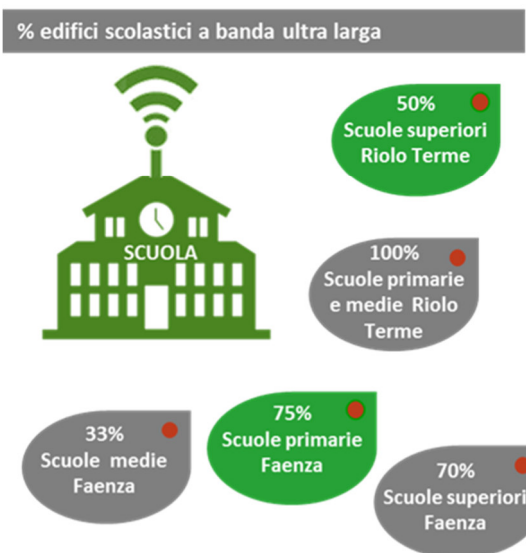 % edifici scolastici a banda ultra larga
50%
Scuole superiori
Riolo Terme
SCUOLA
100%
Scuole primarie
e medie Riolo
Terme
33%
Scuole medie
Faenza
75%
Scuole primarie
Faenza
70%
Scuole superiori
Faenza